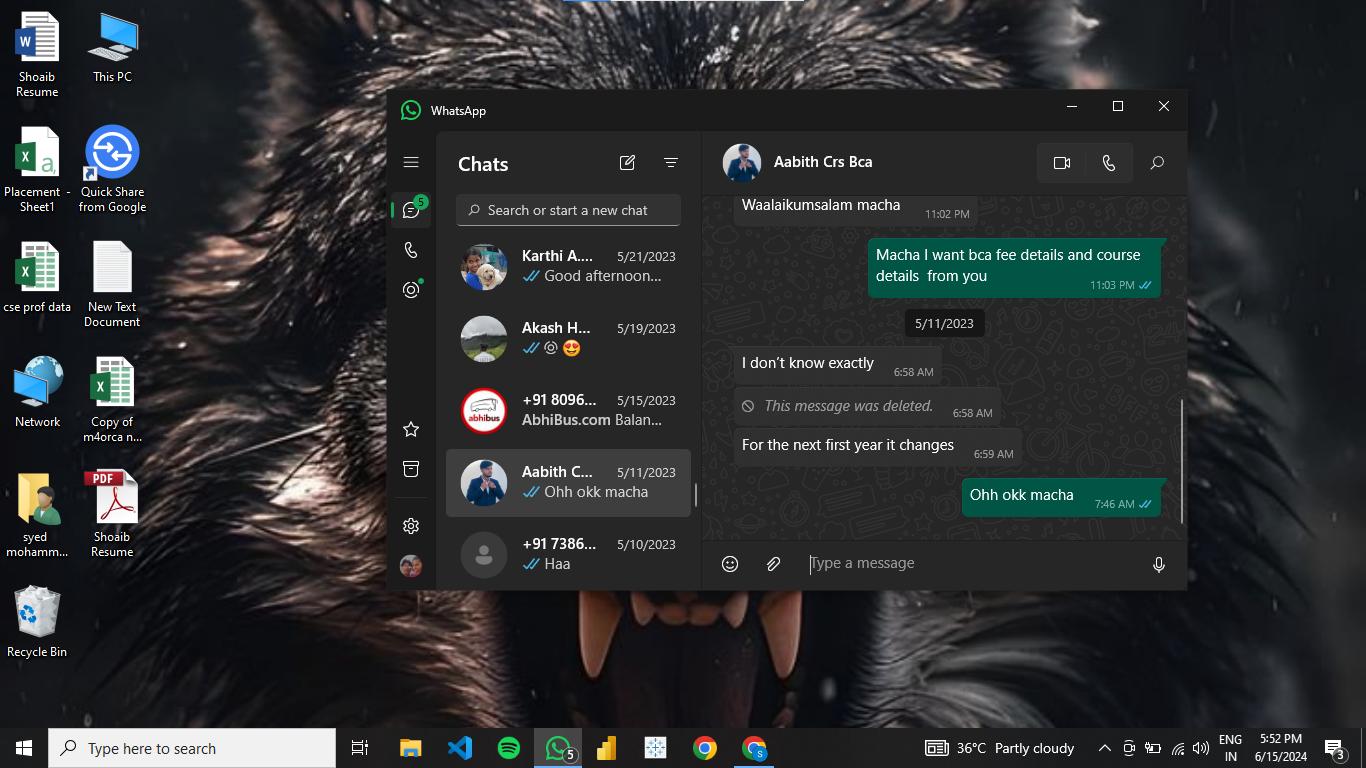 Shoaib
Resume
This PC
Placement -
Sheet1
Quick Share
from Google
cse prof data
New Text
Document
Network
Copy of
m4orca n...
syed
mohamm...
PDF
Shoaib
Resume
Recycle Bin
WhatsApp
5
Chats
Search or start a new chat
Karthi A.... 5/21/2023
Good afternoon...
Akash H... 5/19/2023
abhibus
+91 8096... 5/15/2023
AbhiBus.com Balan...
Aabith C... 5/11/2023
Ohh okk macha
+91 7386... 5/10/2023
Haa
Aabith Crs Bca
Waalaikumsalam macha 11:02 PM
Macha I want bca fee details and course
details  from you
11:03 PM
5/11/2023
I don’t know exactly 6:58 AM
This message was deleted. 6:58 AM
For the next first year it changes 6:59 AM
Ohh okk macha 7:46 AM
Type a message
Type here to search
5
S
36°C Partly cloudy
ENG
IN
5:52 PM
6/15/2024
3